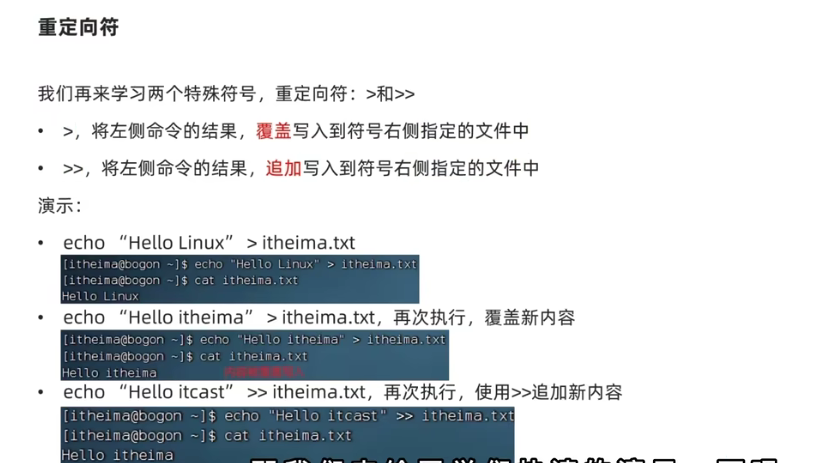 重定向符
我们再来学习两个特殊符号，重定向符：>和>>
• >，将左侧命令的结果，覆盖写入到符号右侧指定的文件中
• >>，将左侧命令的结果，追加写入到符号右侧指定的文件中
演示：
• echo “Hello Linux” > itheima.txt
[itheima@bogon ~]$ echo "Hello Linux" > itheima.txt
[itheima@bogon ~]$ cat itheima.txt
Hello Linux
• echo “Hello itheima” > itheima.txt，再次执行，覆盖新内容
[itheima@bogon ~]$ echo "Hello itheima" > itheima.txt
[itheima@bogon ~]$ cat itheima.txt
Hello itheima
• echo “Hello itcast” >> itheima.txt，再次执行，使用>>追加新内容
[itheima@bogon ~]$ echo "Hello itcast" >> itheima.txt
[itheima@bogon ~]$ cat itheima.txt
Hello itheima